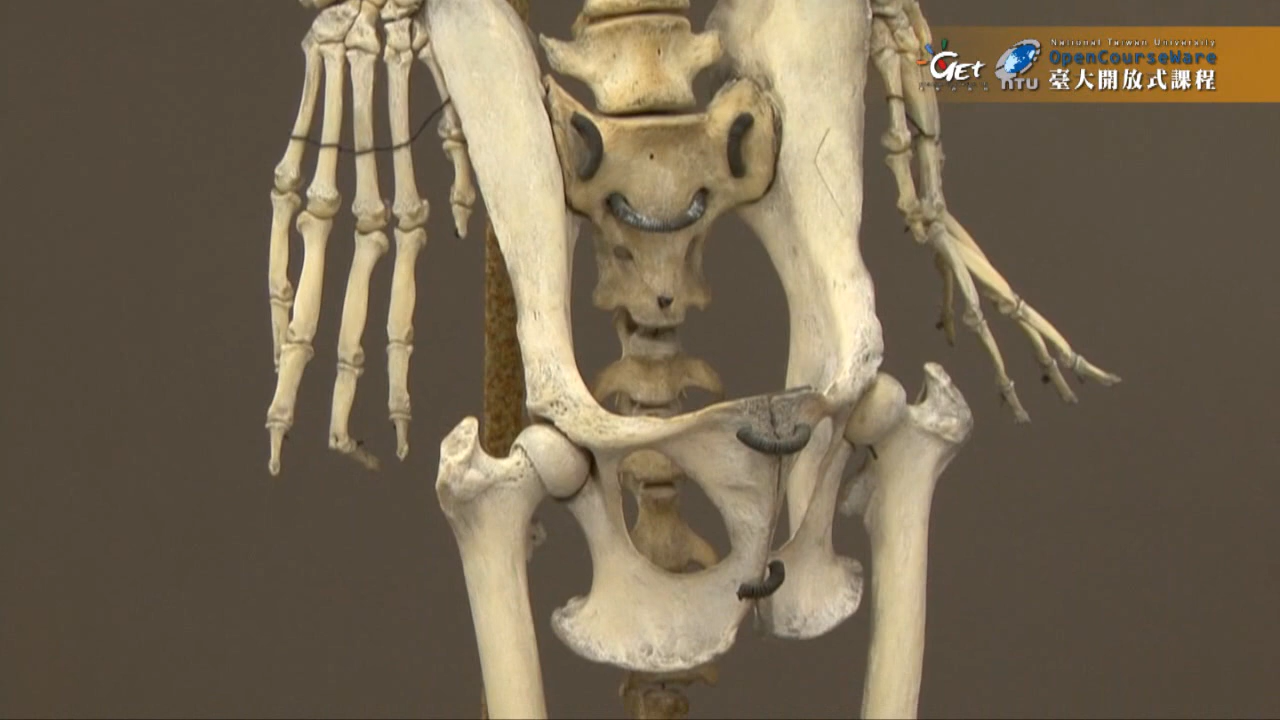 GET
NTU
National Taiwan University
OpenCourseWare
臺大開放式課程